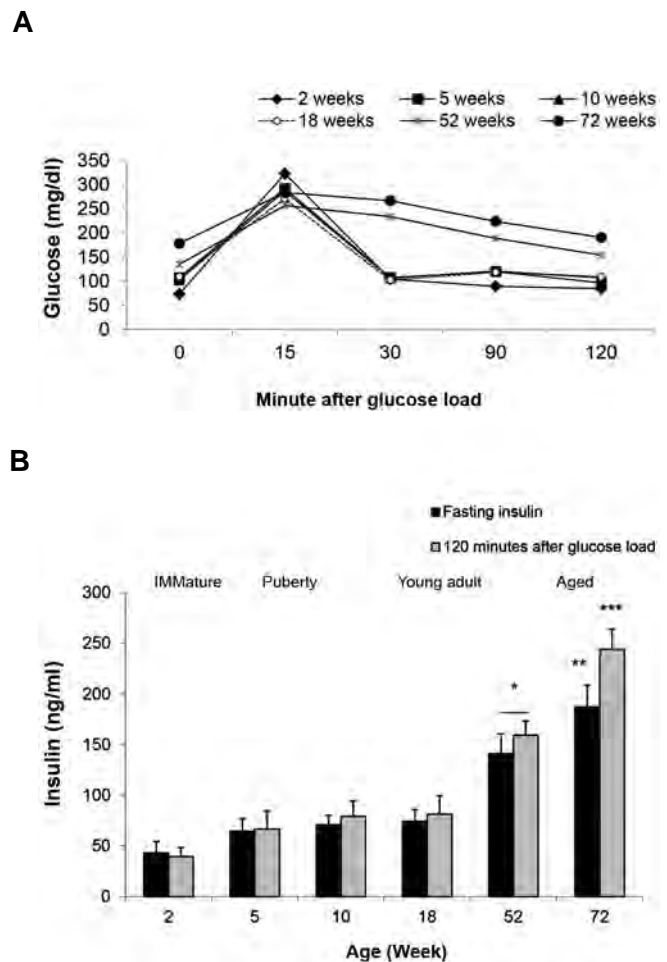 A
2 weeks 5 weeks 10 weeks
18 weeks 52 weeks 72 weeks
350
300
250
200
150
100
50
0
Glucose (mg/dl)
0 15 30 90 120
Minute after glucose load
B
Fasting insulin
120 minutes after glucose load
IMMature Puberty Young adult Aged
300
250
200
150
100
50
0
Insulin (ng/ml)
* ** ***
2 5 10 18 52 72
Age (Week)